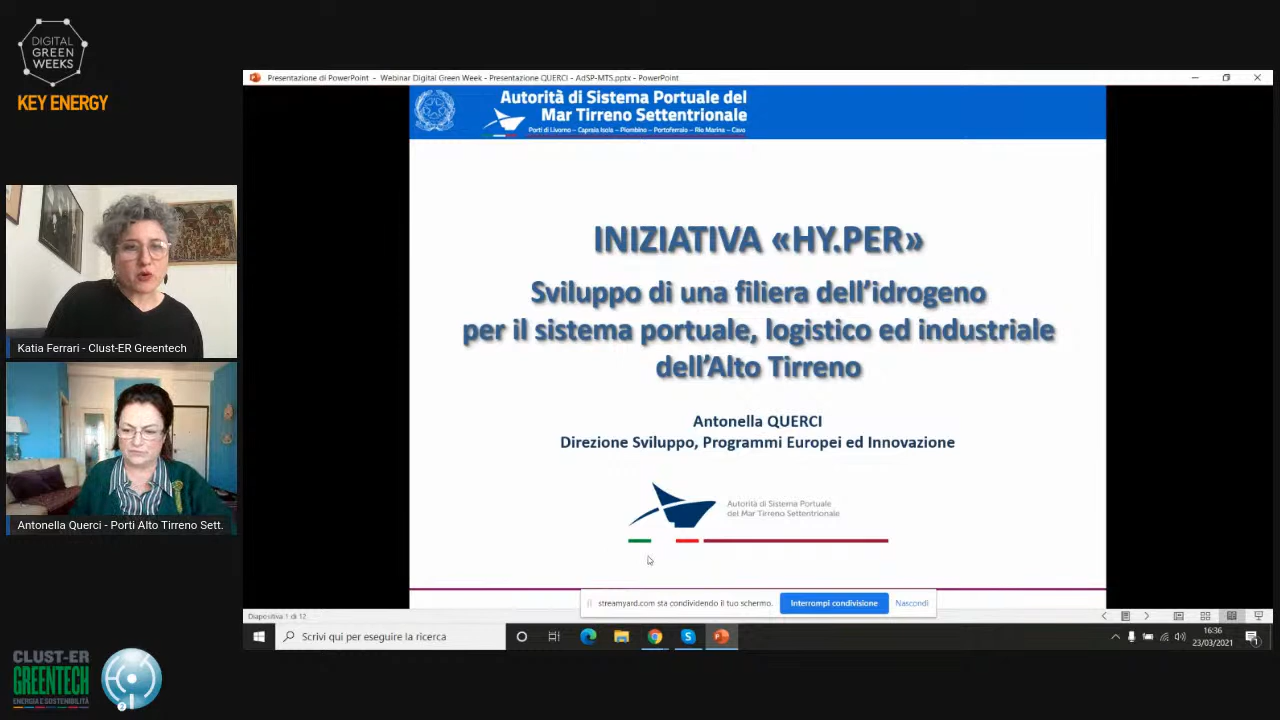 DIGITAL
GREEN
WEEKS
KEY ENERGY
Presentazione di PowerPoint - Webinar Digital Green Week - Presentazione QUERCI - AdSP-MTS.pptx - PowerPoint
Autorità di Sistema Portuale del
Mar Tirreno Settentrionale
Porti di Livorno – Capraia Isola – Piombino – Portoferraio – Rio Marina – Cavo
INIZIATIVA «HY.PER»
Sviluppo di una filiera dell'idrogeno
per il sistema portuale, logistico ed industriale
dell'Alto Tirreno
Antonella QUERCI
Direzione Sviluppo, Programmi Europei ed Innovazione
Autorità di Sistema Portuale
del Mar Tirreno Settentrionale
Katia Ferrari - Clust-ER Greentech
Antonella Querci - Porti Alto Tirreno Sett.
streamyard.com sta condividendo il tuo schermo.
Interrompi condivisione
Nascondi
Diapositiva 1 di 12
Scrivi qui per eseguire la ricerca
16:36
23/03/2021
CLUST-ER
GREENTECH
ENERGIA E SOSTENIBILITÀ
2